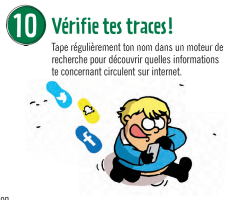 10 Vérifie tes traces!
Tape régulièrement ton nom dans un moteur de
recherche pour découvrir quelles informations
te concernant circulent sur internet.